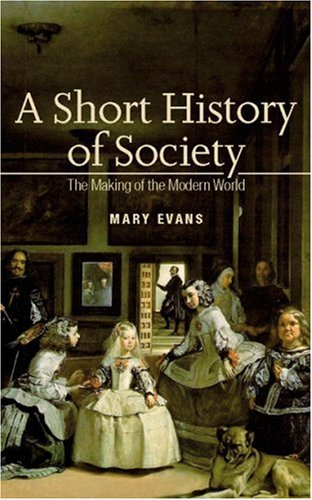 A Short History
of Society
The Making of the Modern World
MARY EVANS